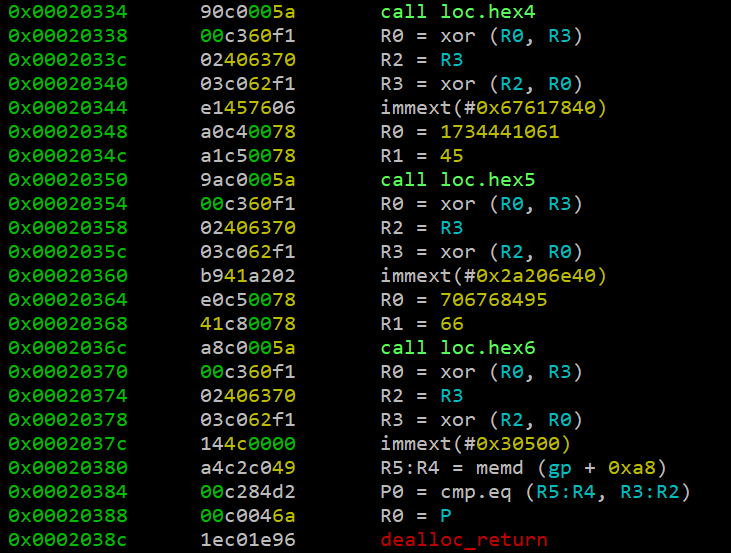 0x00020334 90c0005a call loc.hex4
0x00020338 00c360f1 R0 = xor (R0, R3)
0x0002033c 02406370 R2 = R3
0x00020340 03c062f1 R3 = xor (R2, R0)
0x00020344 e1457606 immext(#0x67617840)
0x00020348 a0c40078 R0 = 1734441061
0x0002034c a1c50078 R1 = 45
0x00020350 9ac0005a call loc.hex5
0x00020354 00c360f1 R0 = xor (R0, R3)
0x00020358 02406370 R2 = R3
0x0002035c 03c062f1 R3 = xor (R2, R0)
0x00020360 b941a202 immext(#0x2a206e40)
0x00020364 e0c50078 R0 = 706768495
0x00020368 41c80078 R1 = 66
0x0002036c a8c0005a call loc.hex6
0x00020370 00c360f1 R0 = xor (R0, R3)
0x00020374 02406370 R2 = R3
0x00020378 03c062f1 R3 = xor (R2, R0)
0x0002037c 144c0000 immext(#0x30500)
0x00020380 a4c2c049 R5:R4 = memd (gp + 0xa8)
0x00020384 00c284d2 P0 = cmp.eq (R5:R4, R3:R2)
0x00020388 00c0046a R0 = P
0x0002038c 1ec01e96 dealloc_return